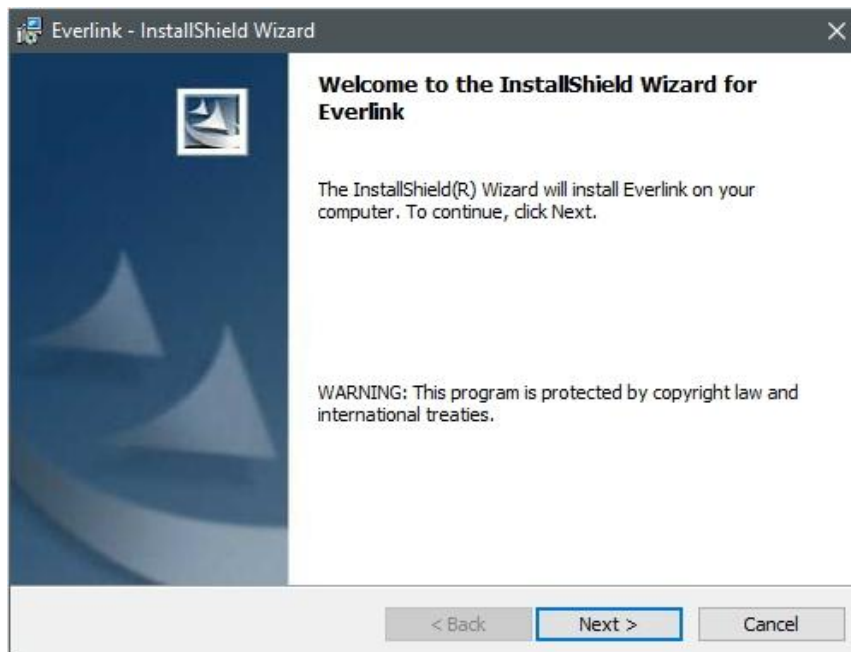 Everlink - InstallShield Wizard
Welcome to the InstallShield Wizard for
Everlink
The InstallShield(R) Wizard will install Everlink on your
computer. To continue, click Next.
WARNING: This program is protected by copyright law and
international treaties.
< Back
Next >
Cancel